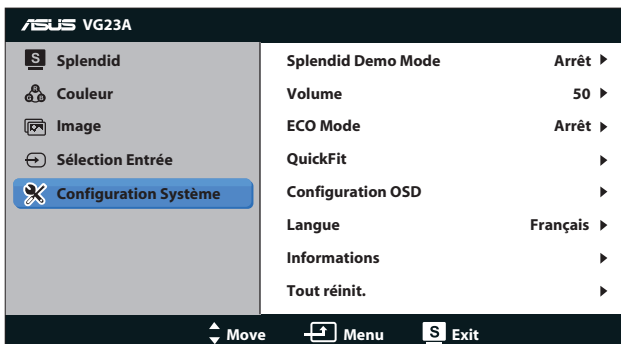 ASUS VG23A
S Splendid
Couleur
Image
Sélection Entrée
Configuration Système
Splendid Demo Mode Arrêt
Volume 50
ECO Mode Arrêt
QuickFit
Configuration OSD
Langue Français
Informations
Tout réinit.
Move Menu S Exit